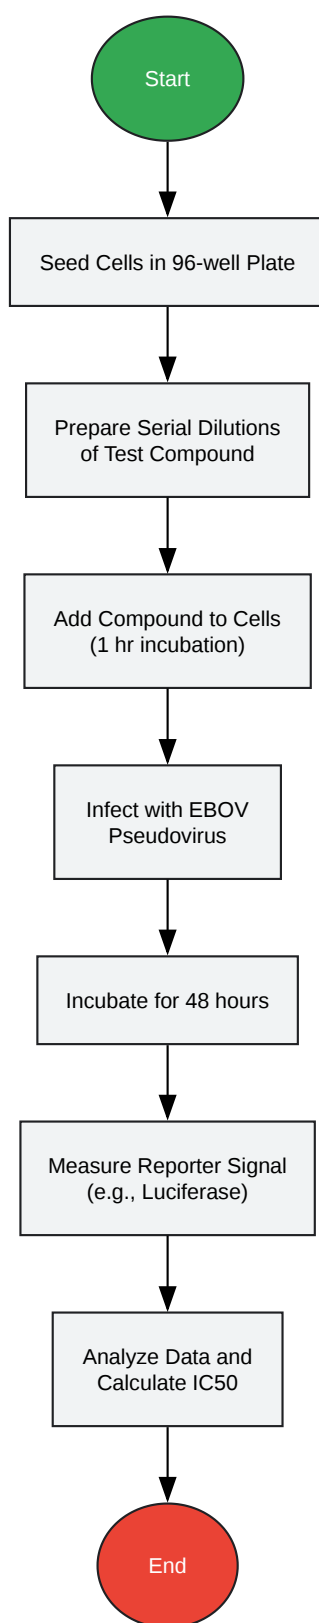 Start
Seed Cells in 96-well Plate
Prepare Serial Dilutions
of Test Compound
Add Compound to Cells
(1 hr incubation)
Infect with EBOV
Pseudovirus
Incubate for 48 hours
Measure Reporter Signal
(e.g., Luciferase)
Analyze Data and
Calculate IC50
End